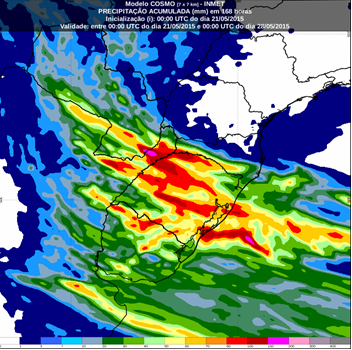 Modelo COSMO (7 x 7 km) - INMET
PRECIPITAÇÃO ACUMULADA (mm) em 168 horas
Inicialização (i): 00:00 UTC do dia 21/05/2015
Validade: entre 00:00 UTC do dia 21/05/2015 e 00:00 UTC do dia 28/05/2015